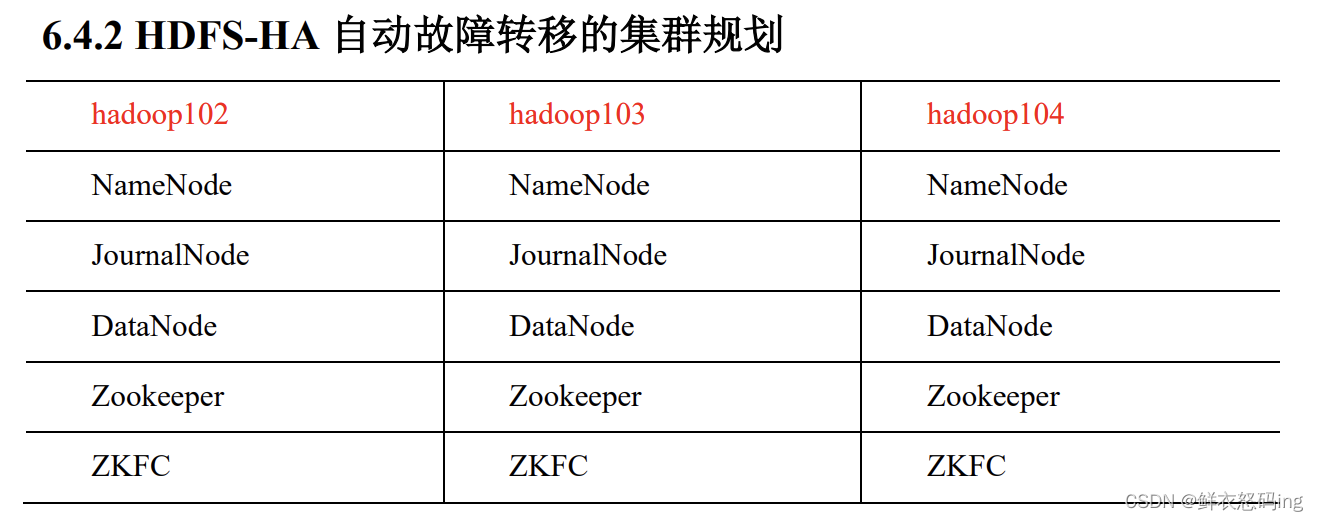 6.4.2 HDFS-HA 自动故障转移的集群规划
hadoop102 hadoop103 hadoop104
NameNode NameNode NameNode
JournalNode JournalNode JournalNode
DataNode DataNode DataNode
Zookeeper Zookeeper Zookeeper
ZKFC ZKFC ZKFC
CSDN @鲜衣怒码ing